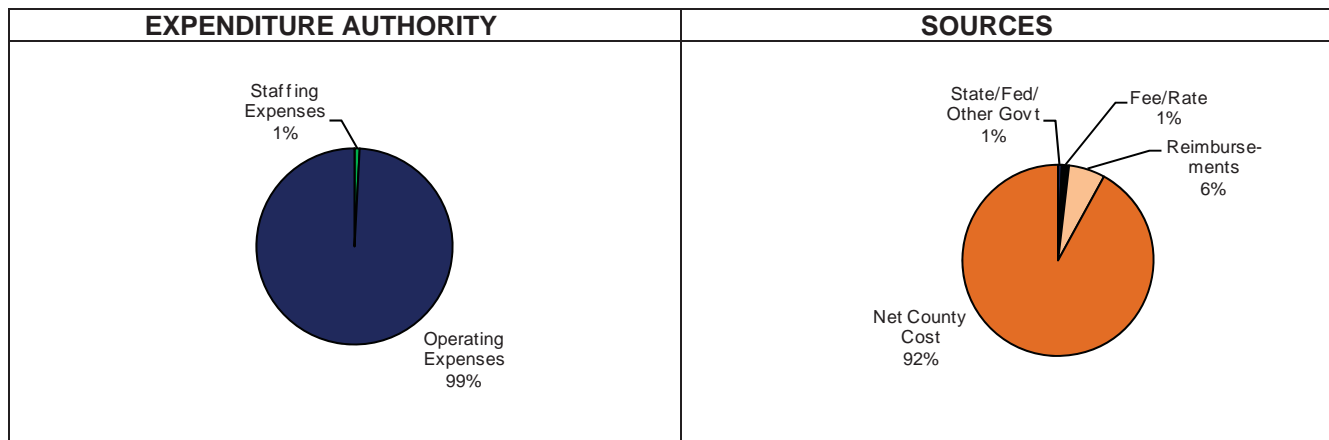 EXPENDITURE AUTHORITY
Staffing
Expenses
1%
Operating
Expenses
99%
SOURCES
State/Fed/
Other Govt
1%
Fee/Rate
1%
Reimburse-
ments
6%
Net County
Cost
92%